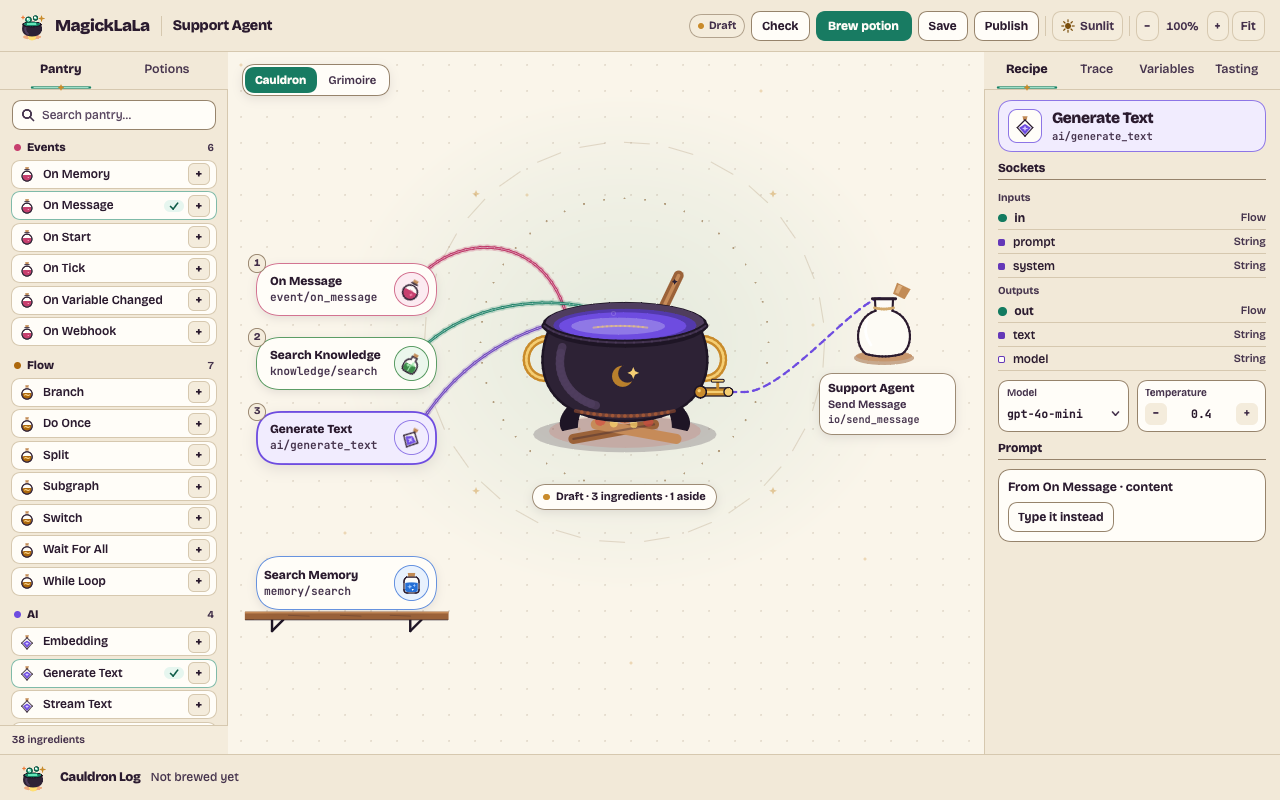 MagickLaLa
Support Agent
Draft
Check
Brew potion
Save
Publish
Sunlit
−
100%
+
Fit
Pantry
Potions
Search pantry...
Events
6
On Memory
+
On Message
+
On Start
+
On Tick
+
On Variable Changed
+
On Webhook
+
Flow
7
Branch
+
Do Once
+
Split
+
Subgraph
+
Switch
+
Wait For All
+
While Loop
+
AI
4
Embedding
+
Generate Text
+
Stream Text
+
38 ingredients
Cauldron
Grimoire
1
On Message
event/on_message
2
Search Knowledge
knowledge/search
3
Generate Text
ai/generate_text
Support Agent
Send Message
io/send_message
Draft · 3 ingredients · 1 aside
Search Memory
memory/search
Recipe
Trace
Variables
Tasting
Generate Text
ai/generate_text
Sockets
Inputs
in
Flow
prompt
String
system
String
Outputs
out
Flow
text
String
model
String
Model
gpt-4o-mini
Temperature
−
0.4
+
Prompt
From On Message · content
Type it instead
Cauldron Log
Not brewed yet